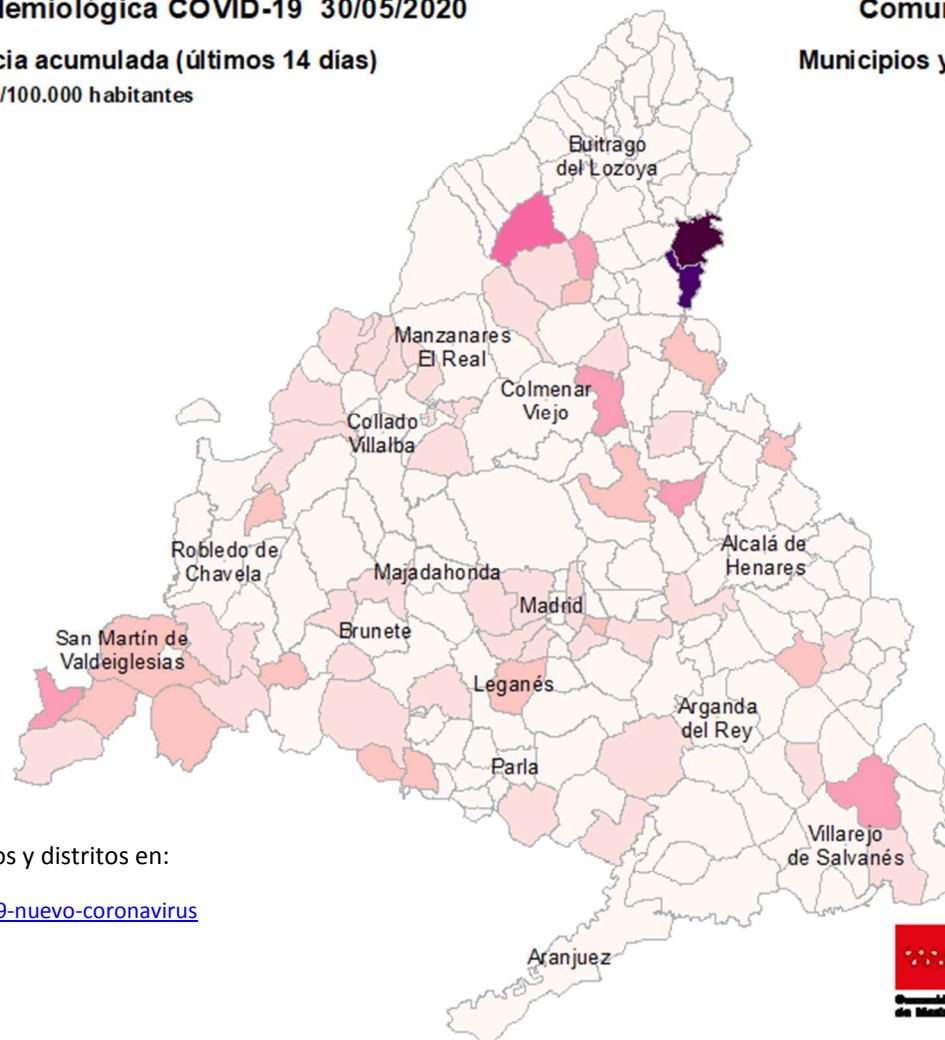 demiológica COVID-19 30/05/2020
Comun
cia acumulada (últimos 14 días)
Municipios y
/100.000 habitantes
Buitrago
del Lozoya
Manzanares
El Real
Colmenar
Viejo
Collado
Villalba
Robledo de
Chavela
Alcalá de
Henares
Majadahonda
Madrid
Brunete
San Martín de
Valdeiglesias
Leganés
Arganda
del Rey
Parla
Villarejo
de Salvanés
os y distritos en:
9-nuevo-coronavirus
Aranjuez